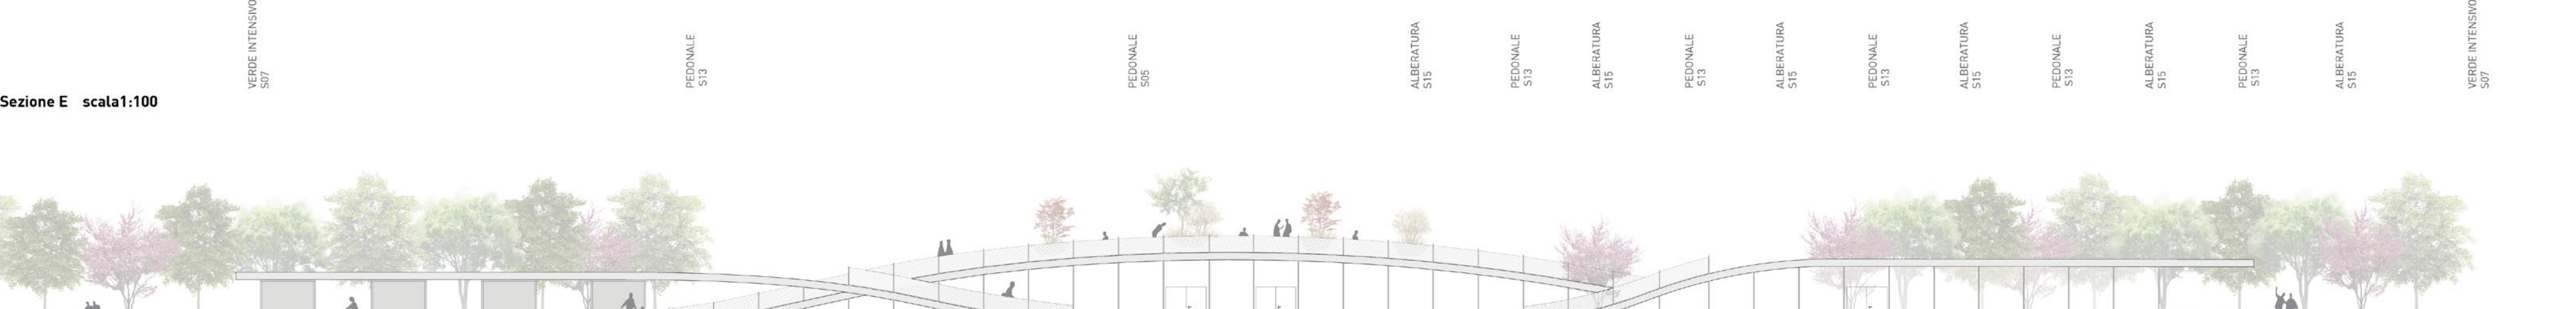 VERDE INTENSIVO
S07
PEDONALE
S13
PEDONALE
S05
ALBERATURA
S15
PEDONALE
S13
ALBERATURA
S15
PEDONALE
S13
ALBERATURA
S15
PEDONALE
S13
ALBERATURA
S15
PEDONALE
S13
ALBERATURA
S15
PEDONALE
S13
ALBERATURA
S15
VERDE INTENSIVO
S07
Sezione E scala1:100